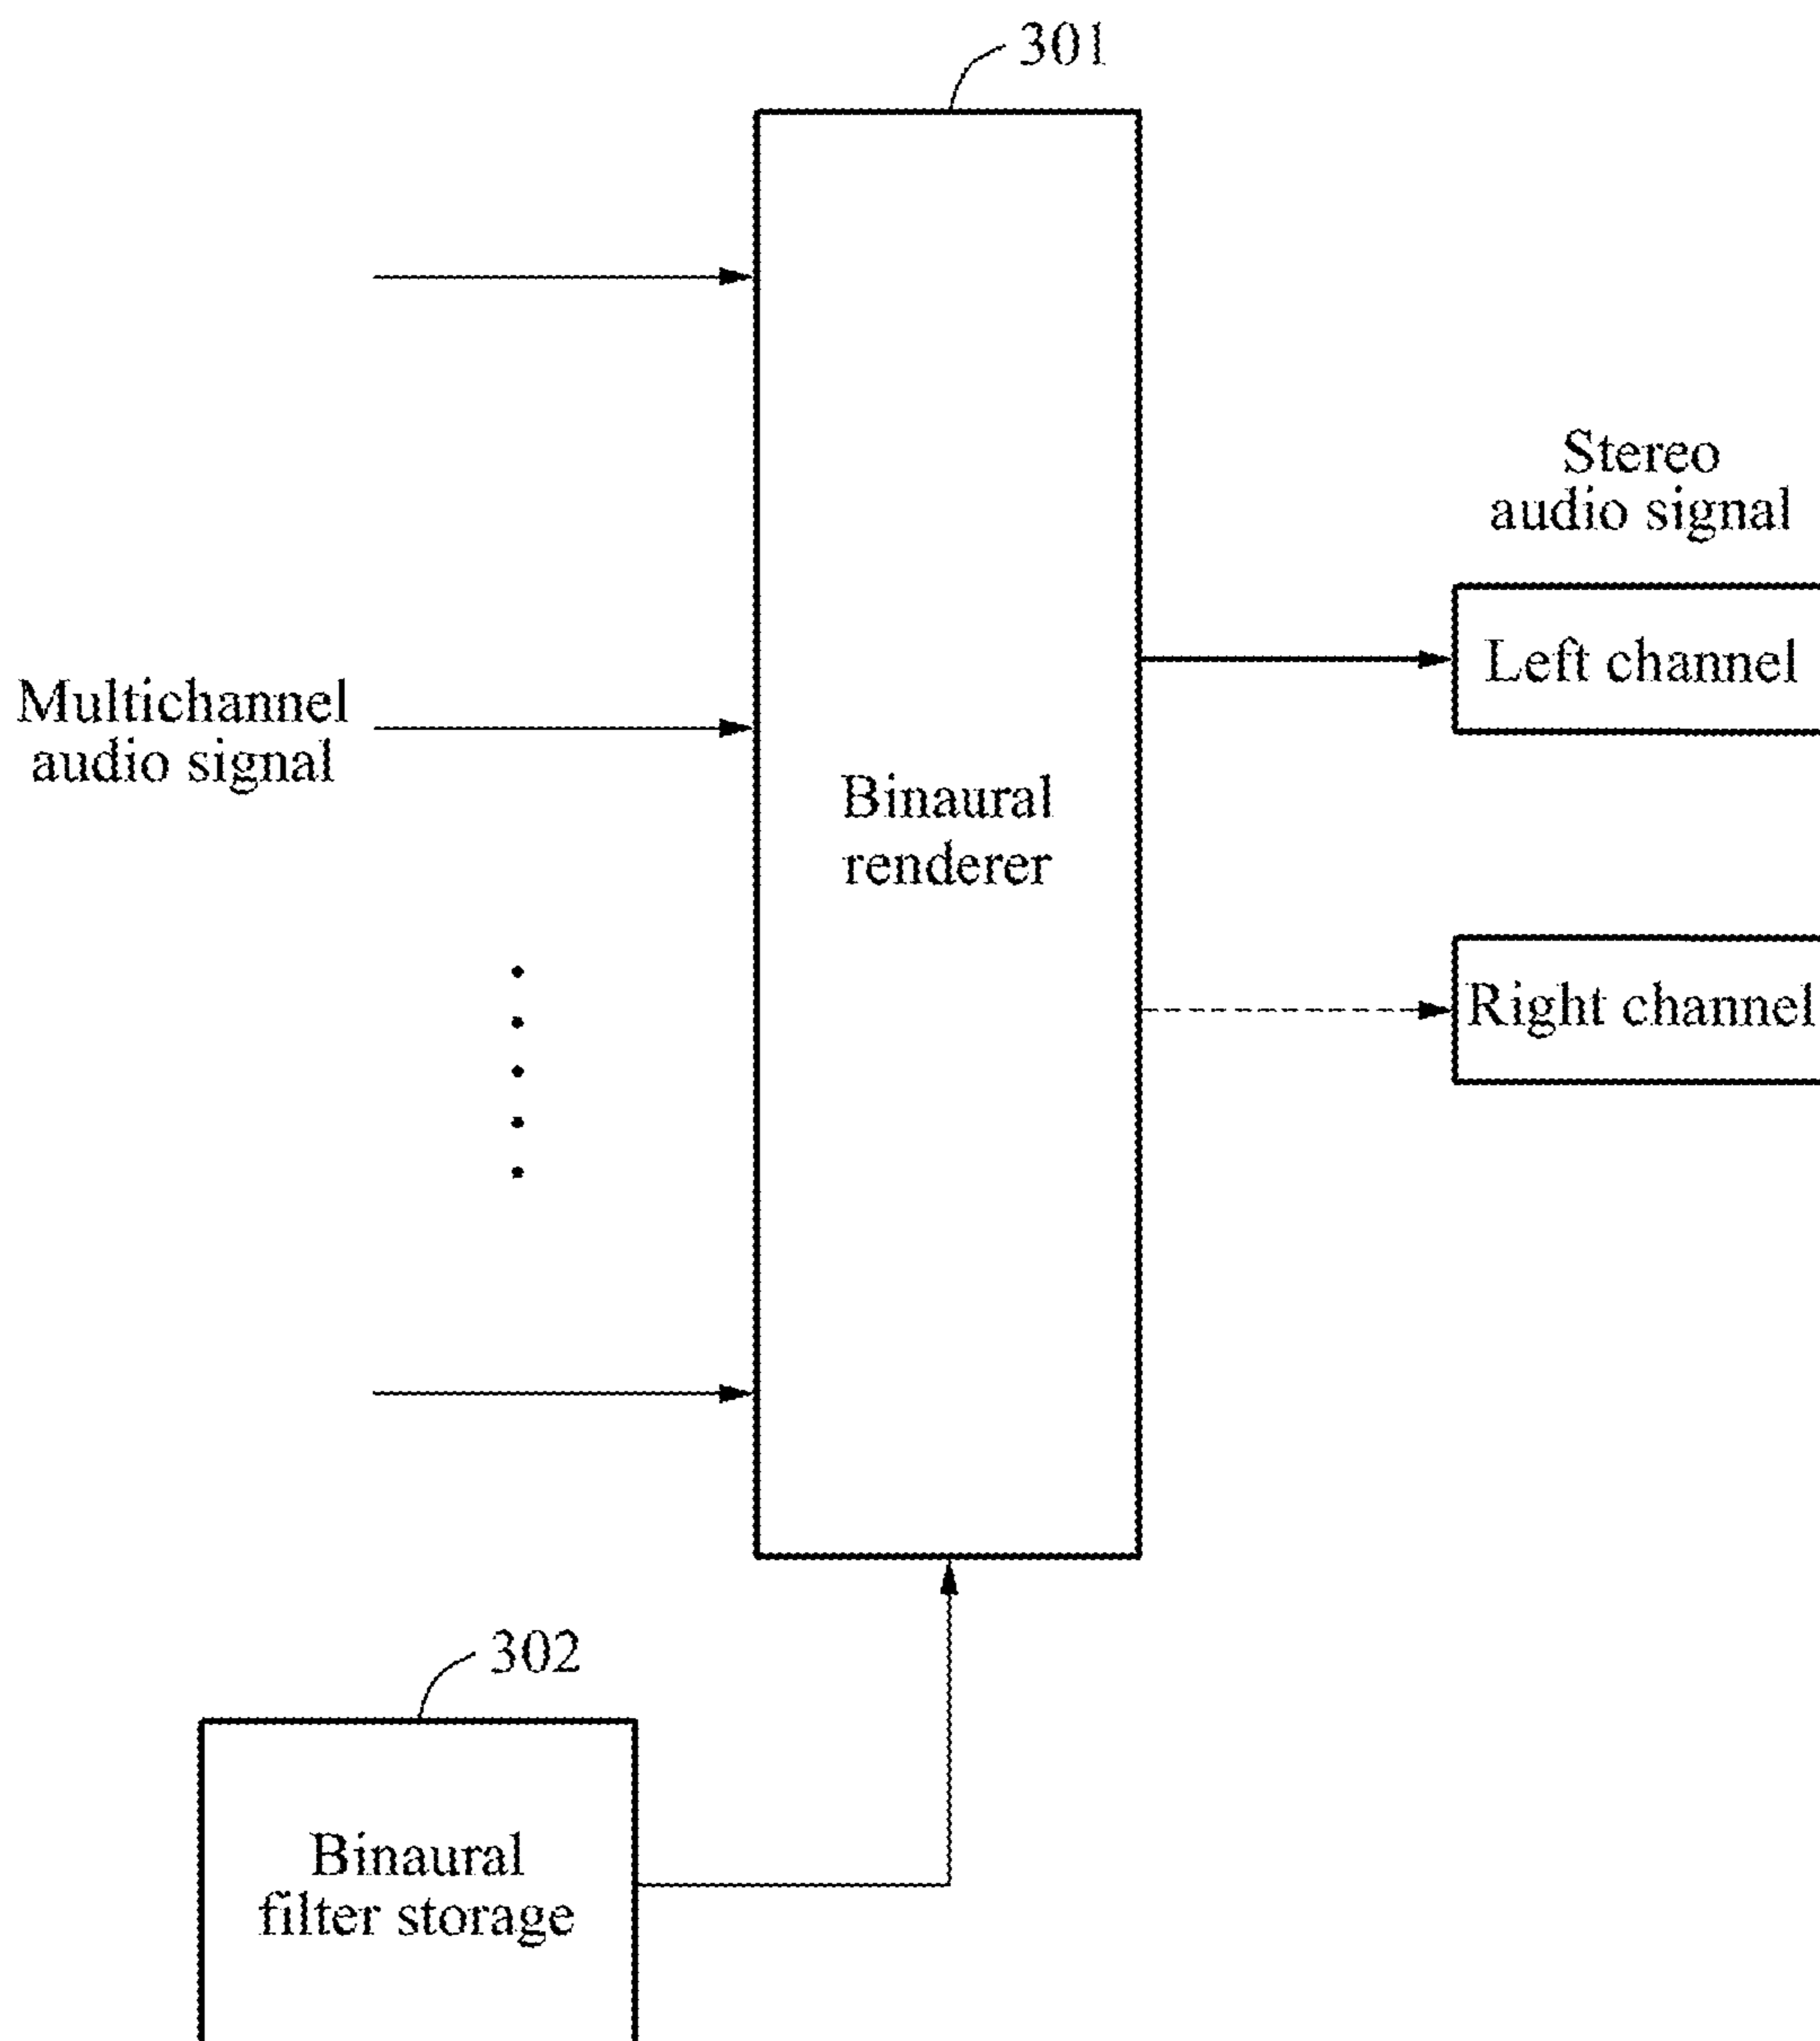 301
Stereo
audio signal
Left channel
Multichannel
audio signal
Binaural
renderer
Right channel
302
Binaural
filter storage